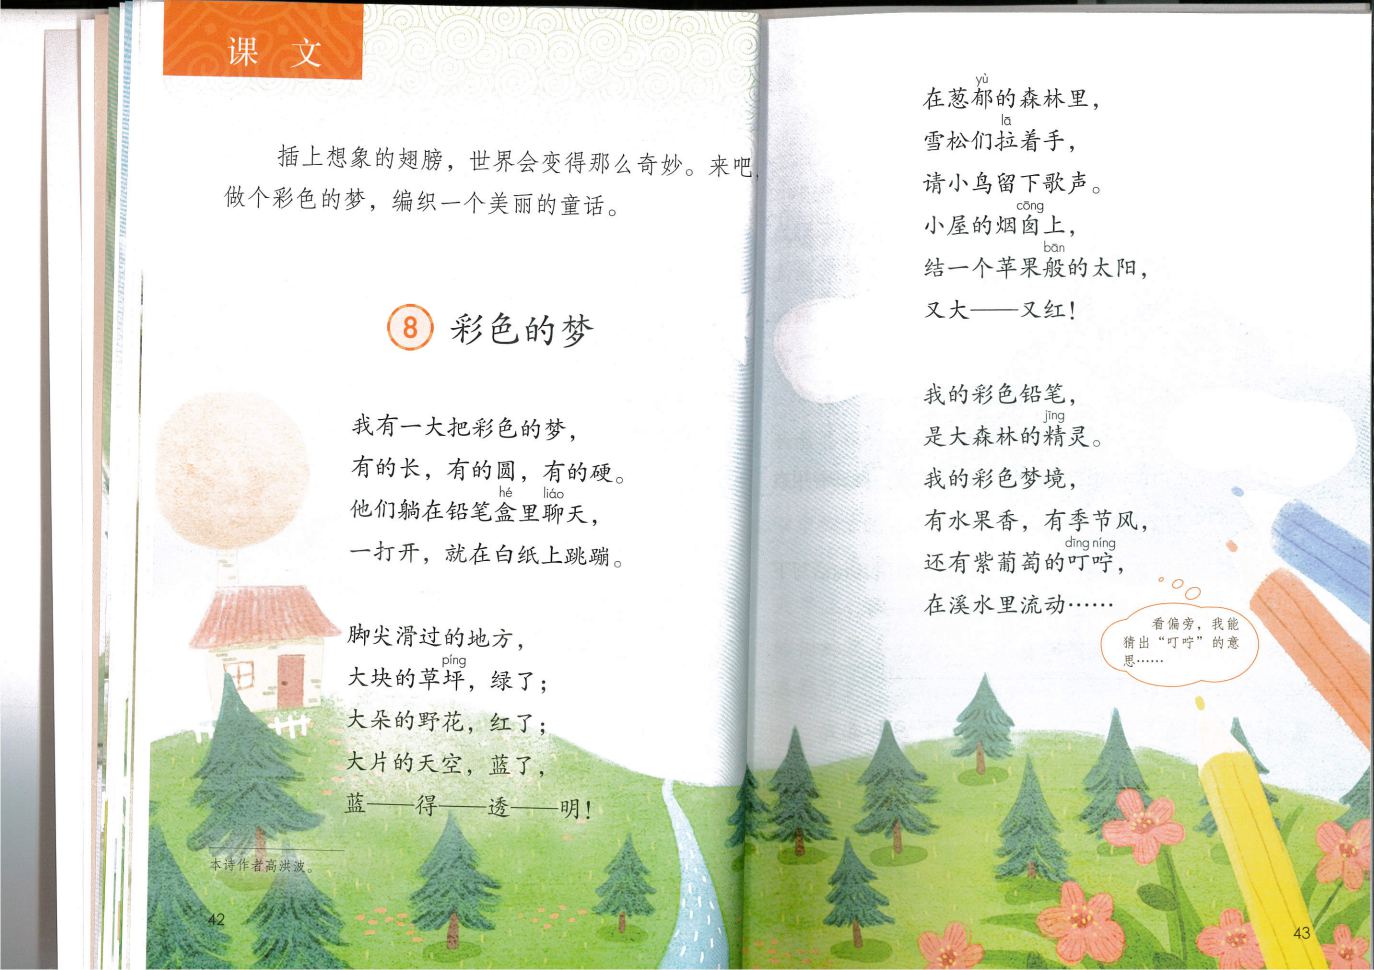 课 文
插上想象的翅膀，世界会变得那么奇妙。来吧，
做个彩色的梦，编织一个美丽的童话。
8 彩色的梦
我有一大把彩色的梦，
有的长，有的圆，有的硬。
hé liáo
他们躺在铅笔盒里聊天，
一打开，就在白纸上跳蹦。
脚尖滑过的地方，
píng
大块的草坪，绿了；
大朵的野花，红了；
大片的天空，蓝了，
蓝——得——透——明！
本诗作者高洪波。
42
yù
在葱郁的森林里，
lā
雪松们拉着手，
请小鸟留下歌声。
cōng
小屋的烟囱上，
bān
结一个苹果般的太阳，
又大——又红！
我的彩色铅笔，
jīng
是大森林的精灵。
我的彩色梦境，
有水果香，有季节风，
dīng níng
还有紫葡萄的叮咛，
在溪水里流动……
看偏旁，我能
猜出“叮咛”的意
思……
43